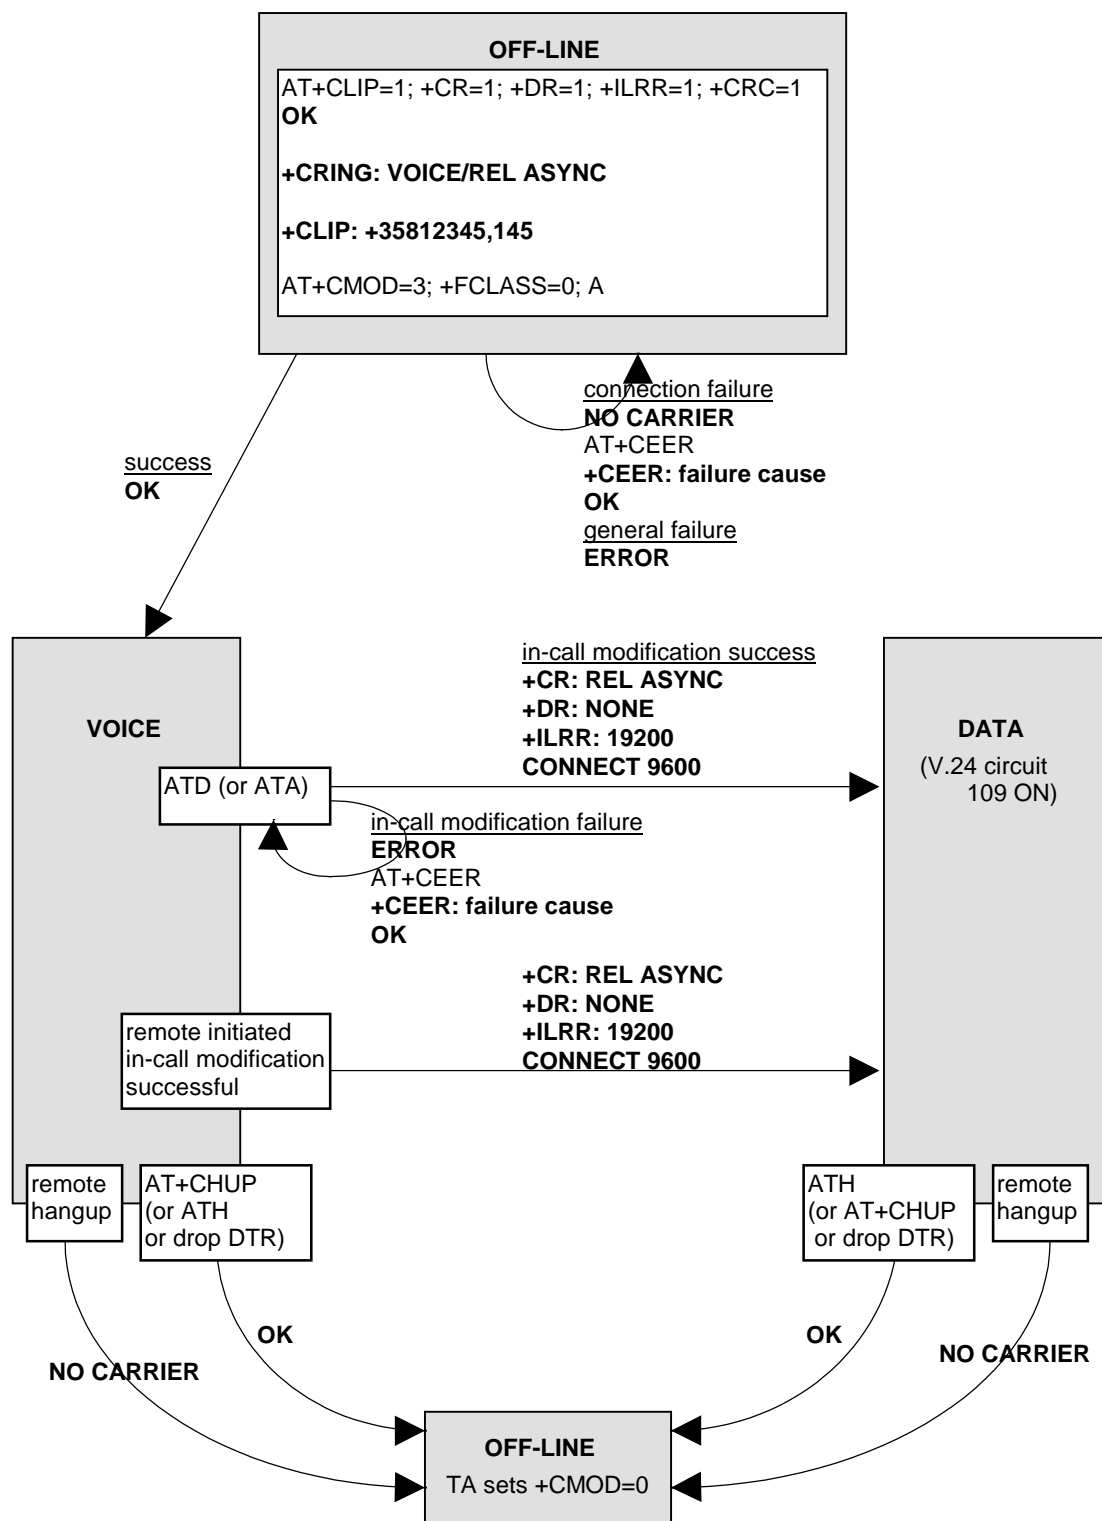 OFF-LINE
AT+CLIP=1; +CR=1; +DR=1; +ILRR=1; +CRC=1
OK
+CRING: VOICE/REL ASYNC
+CLIP: +35812345,145
AT+CMOD=3; +FCLASS=0; A
connection failure
NO CARRIER
AT+CEER
+CEER: failure cause
OK
general failure
ERROR
success
OK
VOICE
in-call modification success
+CR: REL ASYNC
+DR: NONE
+ILRR: 19200
CONNECT 9600
DATA
(V.24 circuit
109 ON)
ATD (or ATA)
in-call modification failure
ERROR
AT+CEER
+CEER: failure cause
OK
+CR: REL ASYNC
+DR: NONE
+ILRR: 19200
CONNECT 9600
remote initiated
in-call modification
successful
remote
hangup
AT+CHUP
(or ATH
or drop DTR)
ATH
(or AT+CHUP
or drop DTR)
remote
hangup
OK
NO CARRIER
OK
NO CARRIER
OFF-LINE
TA sets +CMOD=0